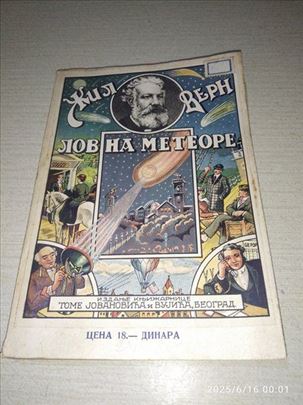 ЖИЛ ВЕРН
ЛОВ НА МЕТЕОРЕ
ИЗДАЊЕ КЊИЖАРНИЦЕ
ТОМЕ ЈОВАНОВИЋА И ВУЈИЋА, БЕОГРАД.
ЦЕНА 18.— ДИНАРА
2025/6/16 00:01